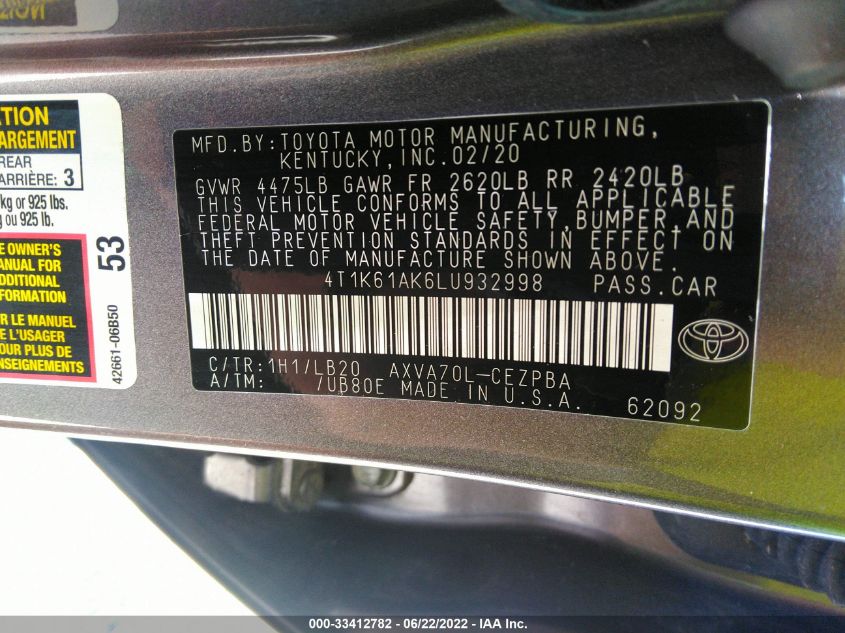 ATION
ARGEMENT
REAR
ARRIÈRE: 3
kg or 925 lbs.
g ou 925 lb.
E OWNER'S
ANUAL FOR
DDITIONAL
FORMATION
R LE MANUEL
E L'USAGER
OUR PLUS DE
NSEIGNEMENTS
53
42661-06B50
MFD.BY:TOYOTA MOTOR MANUFACTURING,
KENTUCKY,INC.02/20
GVWR 4475LB GAWR FR 2620LB RR 2420LB
THIS VEHICLE CONFORMS TO ALL APPLICABLE
FEDERAL MOTOR VEHICLE SAFETY,BUMPER,AND
THEFT PREVENTION STANDARDS IN EFFECT ON
THE DATE OF MANUFACTURE SHOWN ABOVE.
4T1K61AK6LU932998 PASS.CAR
C/TR:1H1/LB20 AXVA70L-CEZPBA
A/TM: /UB80E MADE IN U.S.A.
62092
000-33412782 - 06/22/2022 - IAA Inc.